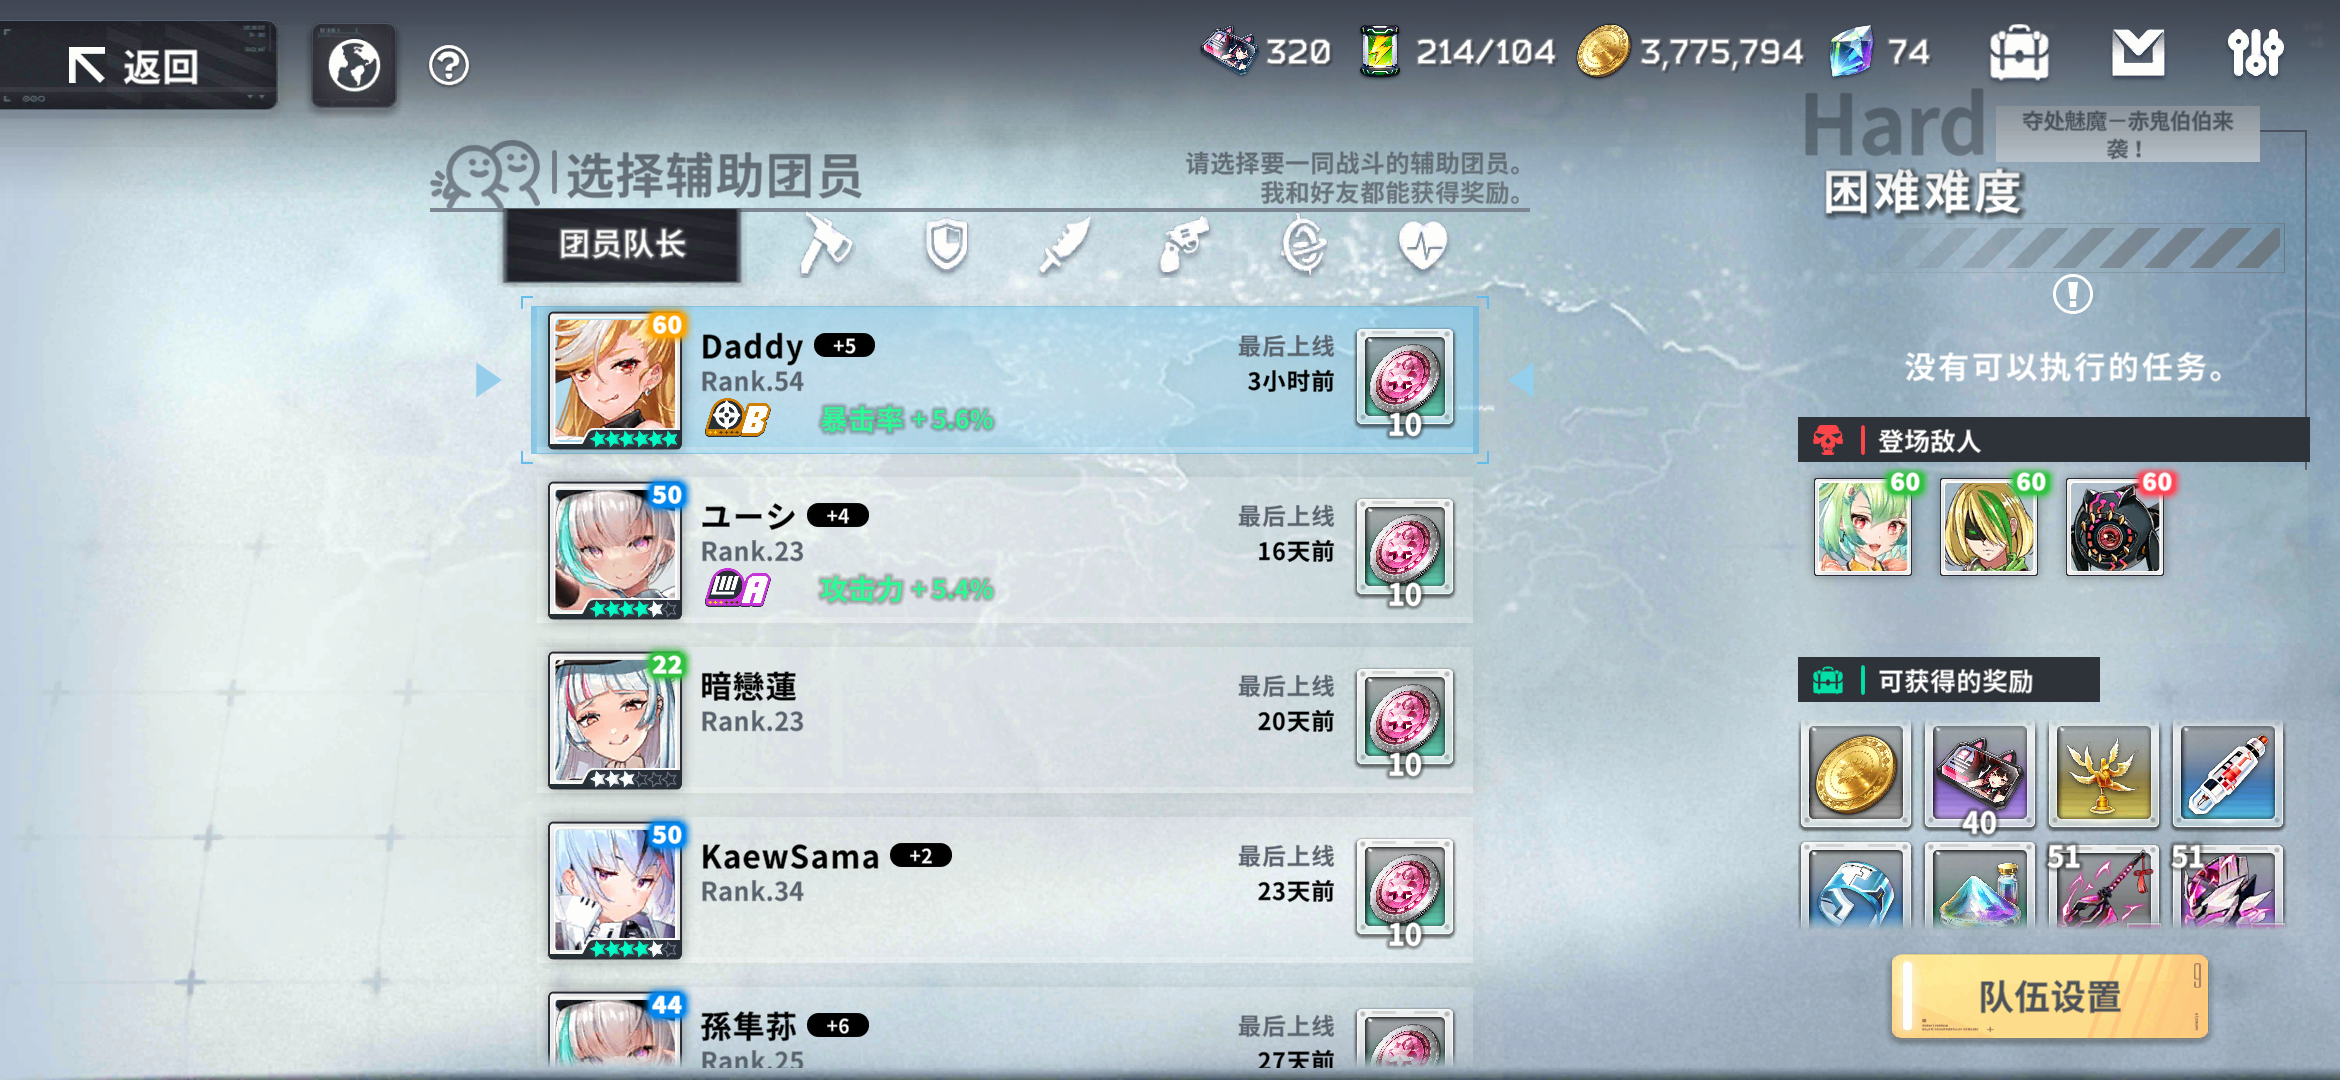 返回
320
214/104
3,775,794
74
选择辅助团员
请选择要一同战斗的辅助团员。
我和好友都能获得奖励。
团员队长
60
Daddy +5
Rank.54
B 暴击率 +5.6%
最后上线
3小时前
10
50
ユーシ +4
Rank.23
A 攻击力 +5.4%
最后上线
16天前
10
22
暗戀蓮
Rank.23
最后上线
20天前
10
50
KaewSama +2
Rank.34
最后上线
23天前
10
44
孫隼荪 +6
Rank.25
最后上线
27天前
Hard
夺处魅魔－赤鬼伯伯来
袭！
困难难度
没有可以执行的任务。
登场敌人
60
60
60
可获得的奖励
40
51
51
队伍设置